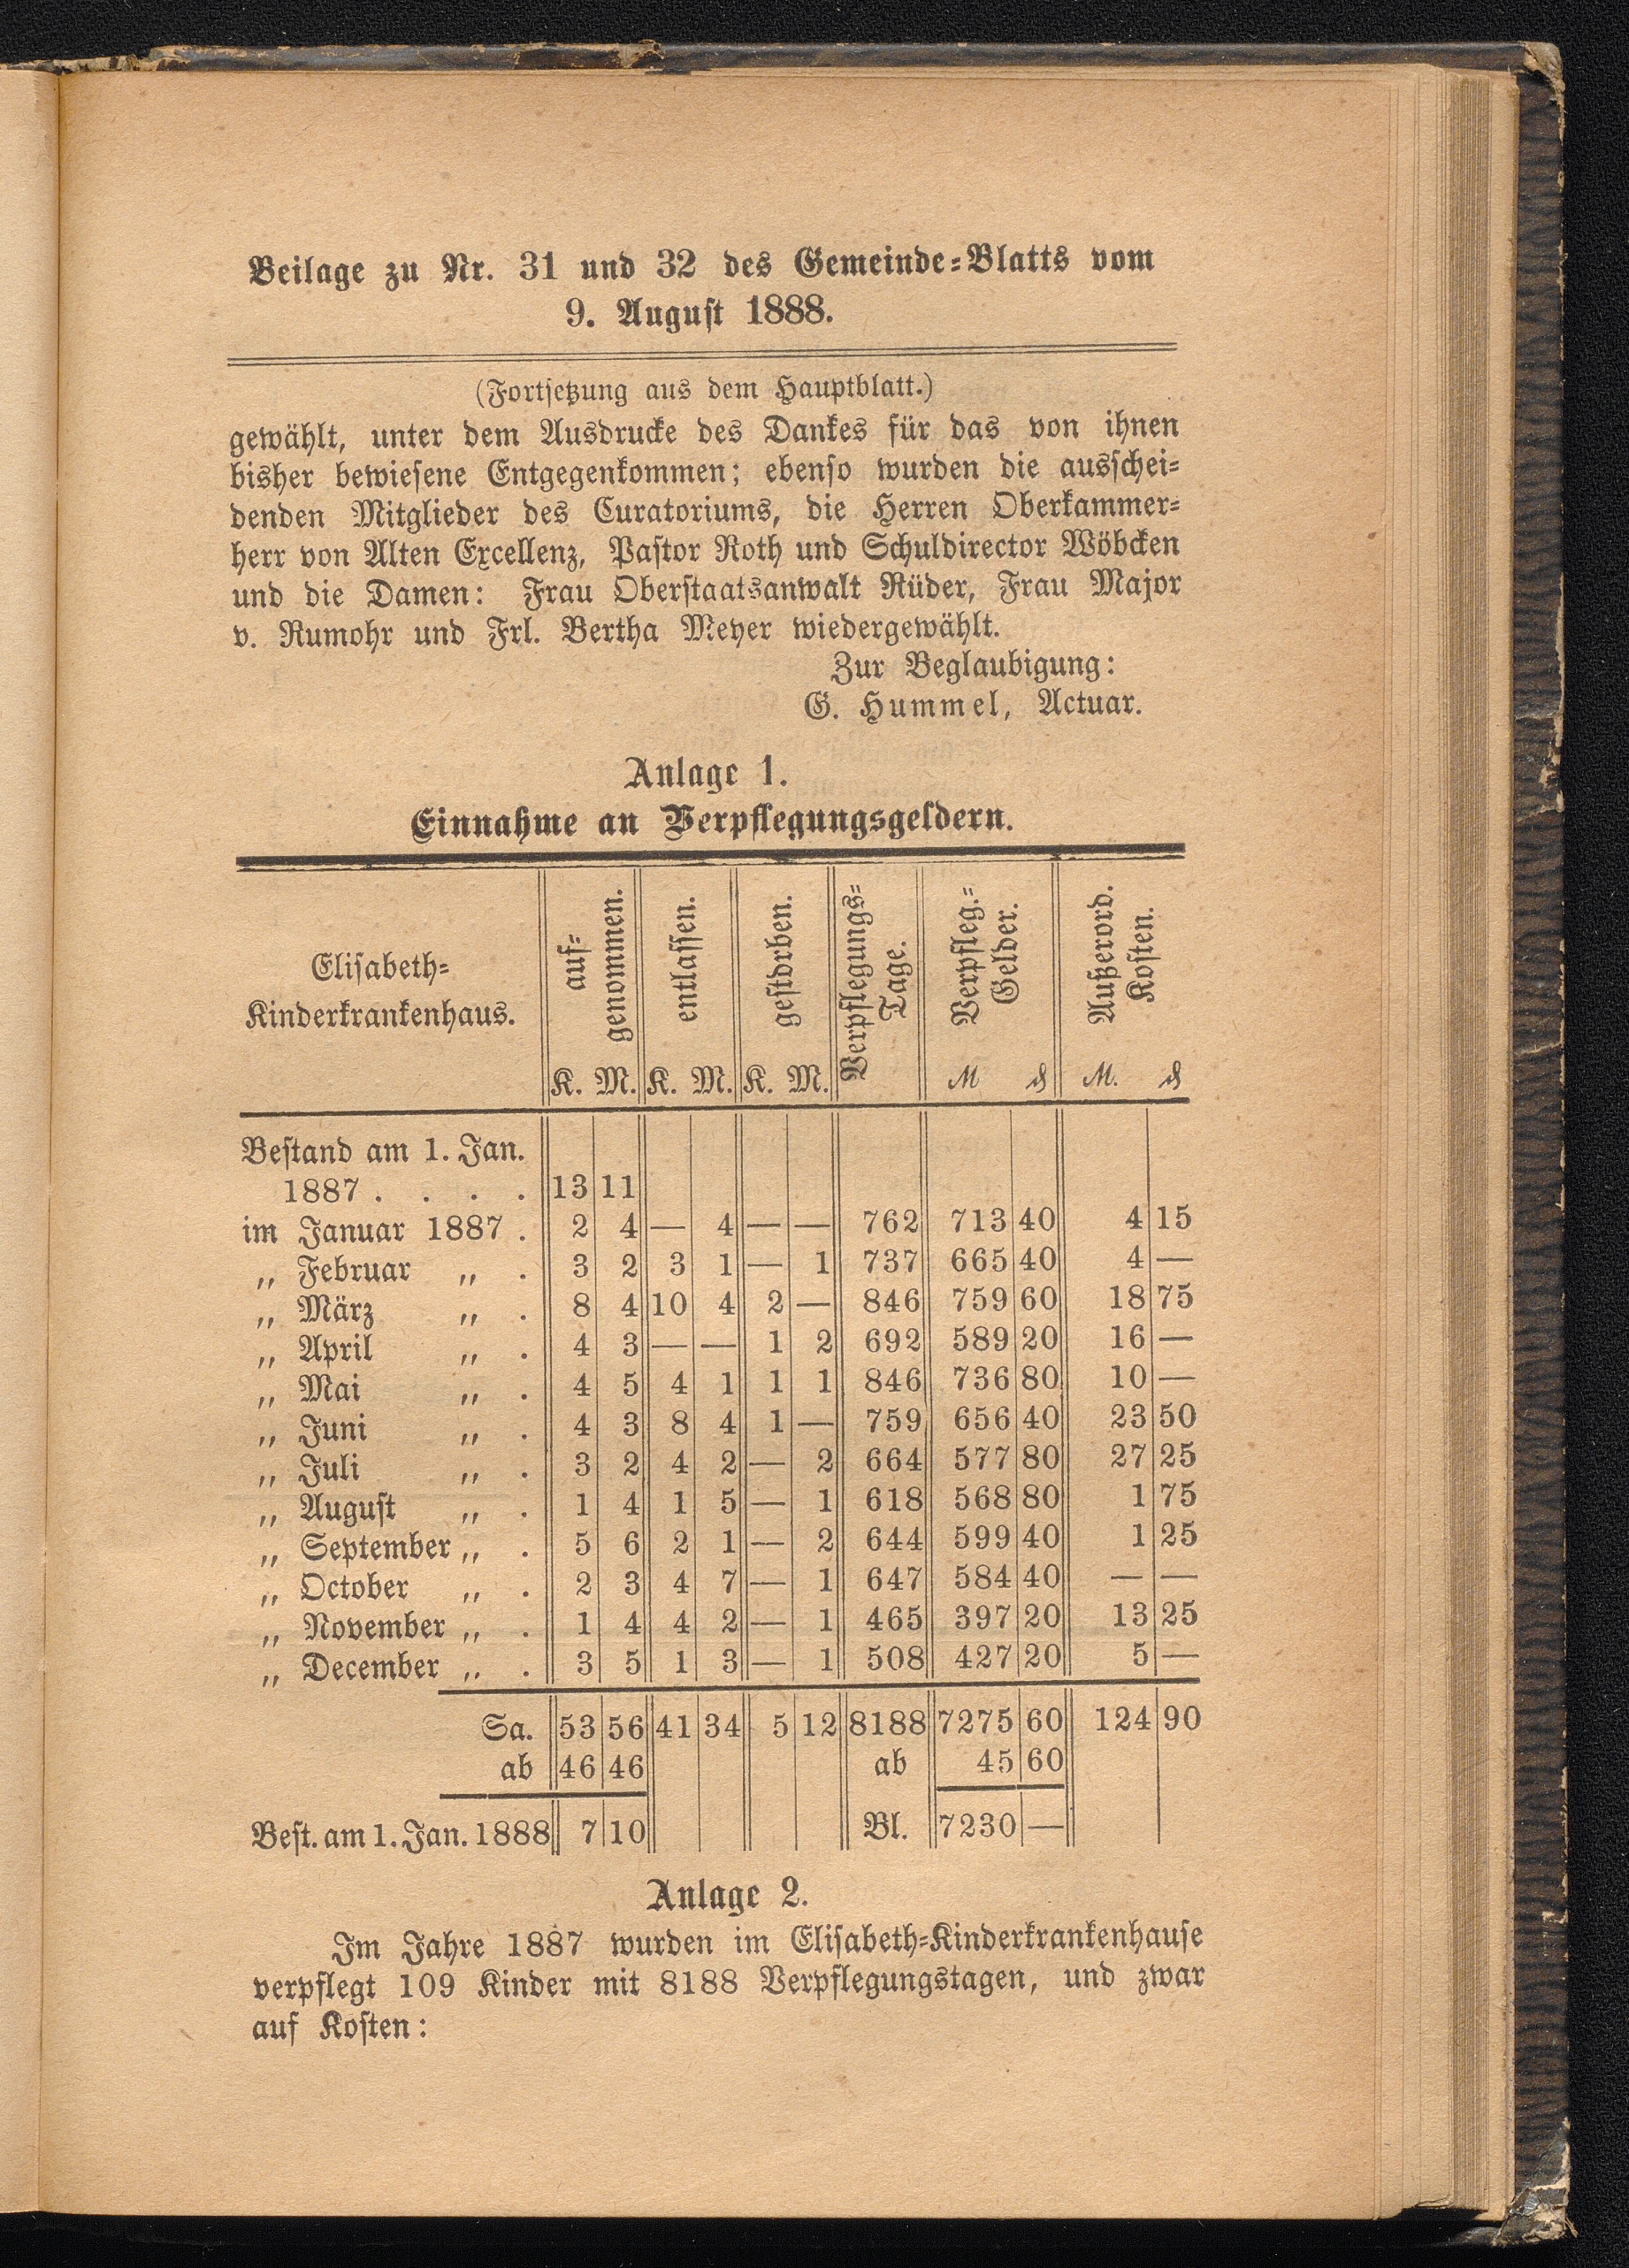 Beilage zu Nr. 31 und 32 des Gemeinde-Blatts vom
9. August 1888.
(Fortsetzung aus dem Hauptblatt.)
gewählt, unter dem Ausdrucke des Dankes für das von ihnen
bisher bewiesene Entgegenkommen; ebenso wurden die ausschei-
denden Mitglieder des Curatoriums, die Herren Oberkammer-
herr von Alten Excellenz, Pastor Roth und Schuldirector Wöbcken
und die Damen: Frau Oberstaatsanwalt Rüder, Frau Major
v. Rumohr und Frl. Bertha Meyer wiedergewählt.
Zur Beglaubigung:
G. Hummel, Actuar.
Anlage 1.
Einnahme an Verpflegungsgeldern.
Elisabeth-
Kinderkrankenhaus.
auf-
genommen.
entlassen.
gestorben.
Verpflegungs-
Tage.
Verpfleg.-
Gelder.
Außerord.
Kosten.
K. M. K. M. K. M. ℳ ₰ ℳ. ₰
Bestand am 1. Jan.
1887 . . . . 13 11
im Januar 1887 . 2 4 — 4 — — 762 713 40 4 15
„ Februar „ . 3 2 3 1 — 1 737 665 40 4 —
„ März „ . 8 4 10 4 2 — 846 759 60 18 75
„ April „ . 4 3 — — 1 2 692 589 20 16 —
„ Mai „ . 4 5 4 1 1 1 846 736 80 10 —
„ Juni „ . 4 3 8 4 1 — 759 656 40 23 50
„ Juli „ . 3 2 4 2 — 2 664 577 80 27 25
„ August „ . 1 4 1 5 — 1 618 568 80 1 75
„ September „ . 5 6 2 1 — 2 644 599 40 1 25
„ October „ . 2 3 4 7 — 1 647 584 40 — —
„ November „ . 1 4 4 2 — 1 465 397 20 13 25
„ December „ . 3 5 1 3 — 1 508 427 20 5 —
Sa. 53 56 41 34 5 12 8188 7275 60 124 90
ab 46 46 ab 45 60
Best. am 1. Jan. 1888 7 10 Bl. 7230 —
Anlage 2.
Im Jahre 1887 wurden im Elisabeth-Kinderkrankenhause
verpflegt 109 Kinder mit 8188 Verpflegungstagen, und zwar
auf Kosten: